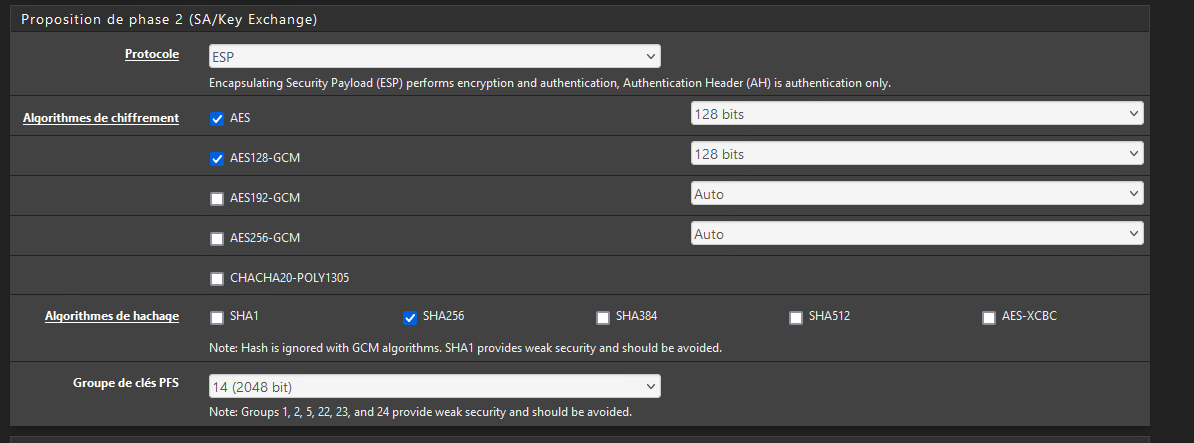 Proposition de phase 2 (SA/Key Exchange)
Protocole
ESP
Encapsulating Security Payload (ESP) performs encryption and authentication, Authentication Header (AH) is authentication only.
Algorithmes de chiffrement
AES
128 bits
AES128-GCM
128 bits
AES192-GCM
Auto
AES256-GCM
Auto
CHACHA20-POLY1305
Algorithmes de hachage
SHA1
SHA256
SHA384
SHA512
AES-XCBC
Note: Hash is ignored with GCM algorithms. SHA1 provides weak security and should be avoided.
Groupe de clés PFS
14 (2048 bit)
Note: Groups 1, 2, 5, 22, 23, and 24 provide weak security and should be avoided.